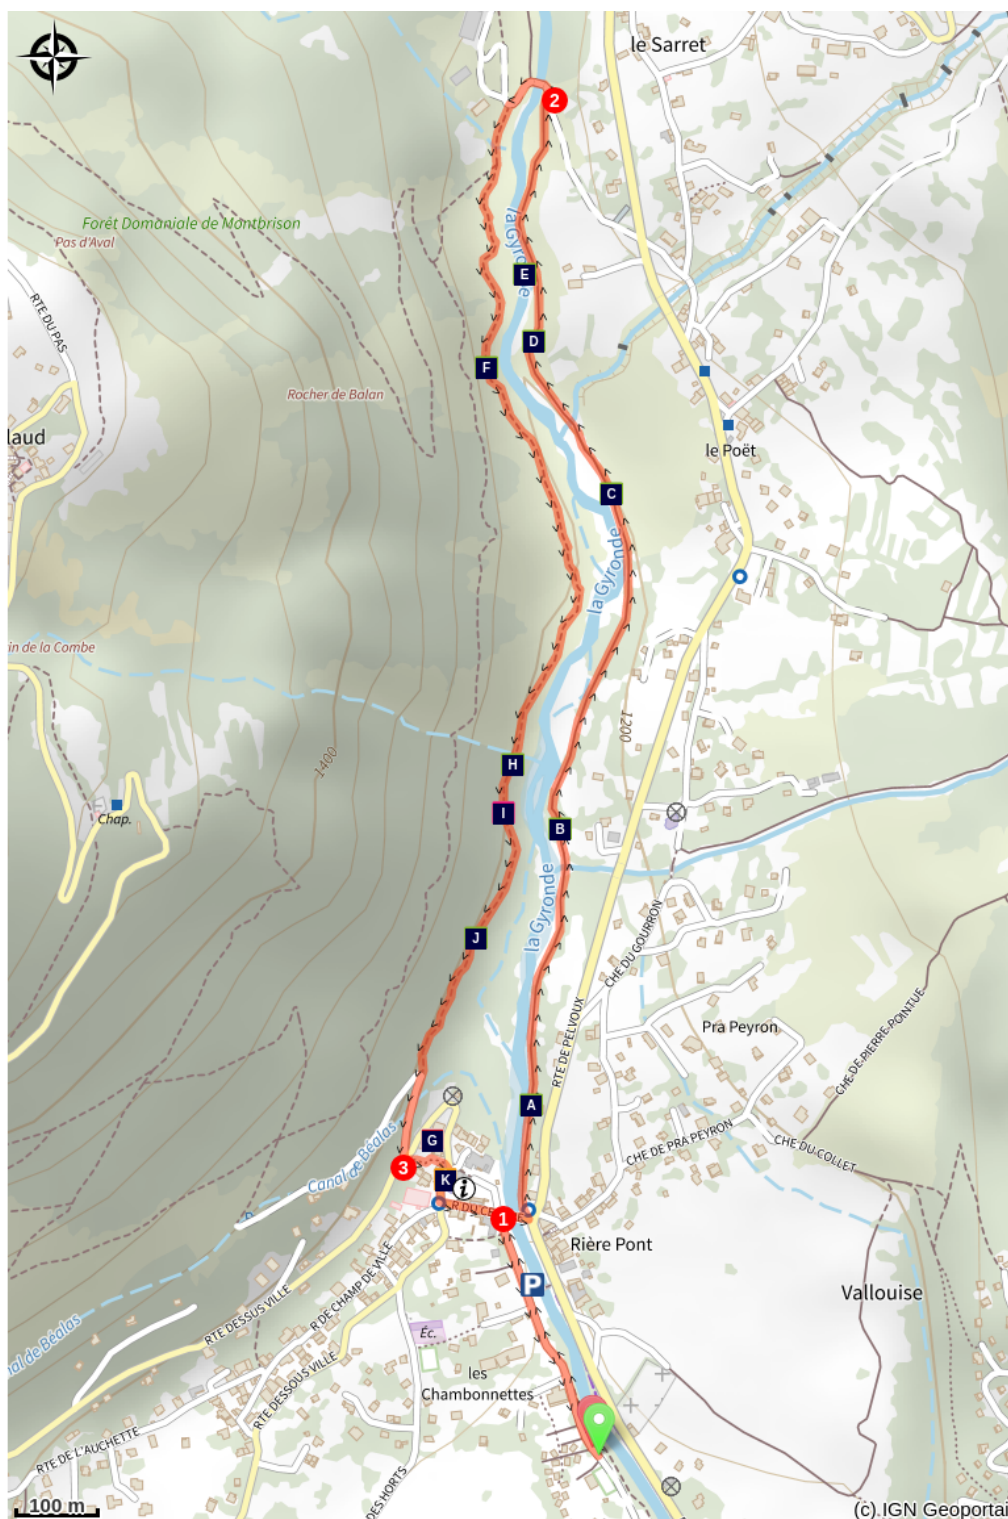 le Sarret
2
Forêt Domaniale de Montbrison
Pas d'Aval
la Gyronde
E
RTE DU PAS
D
F
Rocher de Balan
laud
le Poët
C
la Gyronde
in de la Combe
1200
1400
H
Chap.
I
B
la Gyronde
CHE DU GOURRON
J
RTE DE PELVOUX
Pra Peyron
CHE DE PIERRE-POINTUE
A
CHE DE PRA PEYRON
CHE DU COLLET
G
Canal de Béalas
3
K
i
R DU CE
1
Rière Pont
P
Vallouise
R DE CHAMP DE VILLE
RTE DESSUS VILLE
Éc.
nal de Béalas
les
Chambonnettes
RTE DESSOUS VILLE
RTE DE L'AUCHETTE
DES HORTS
100 m
(c) IGN Geoportai